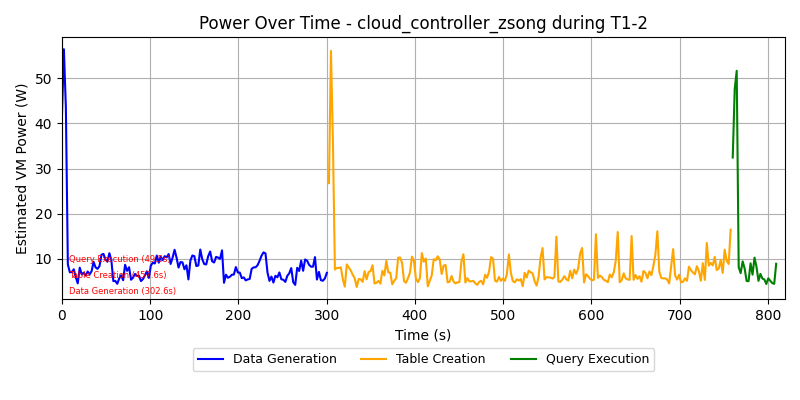 Power Over Time - cloud_controller_zsong during T1-2
Estimated VM Power (W)
50
40
30
20
10
Query Execution
Table Creation
Data Generation (302.6s)
0
100
200
300
400
500
600
700
800
Time (s)
Data Generation
Table Creation
Query Execution